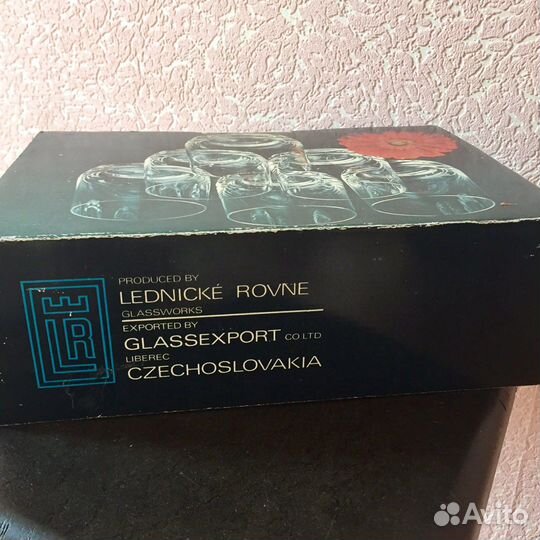 PRODUCED BY
LEDNICKÉ ROVNE
GLASSWORKS
EXPORTED BY
GLASSEXPORT CO LTD
LIBEREC
CZECHOSLOVAKIA
LR
Avito